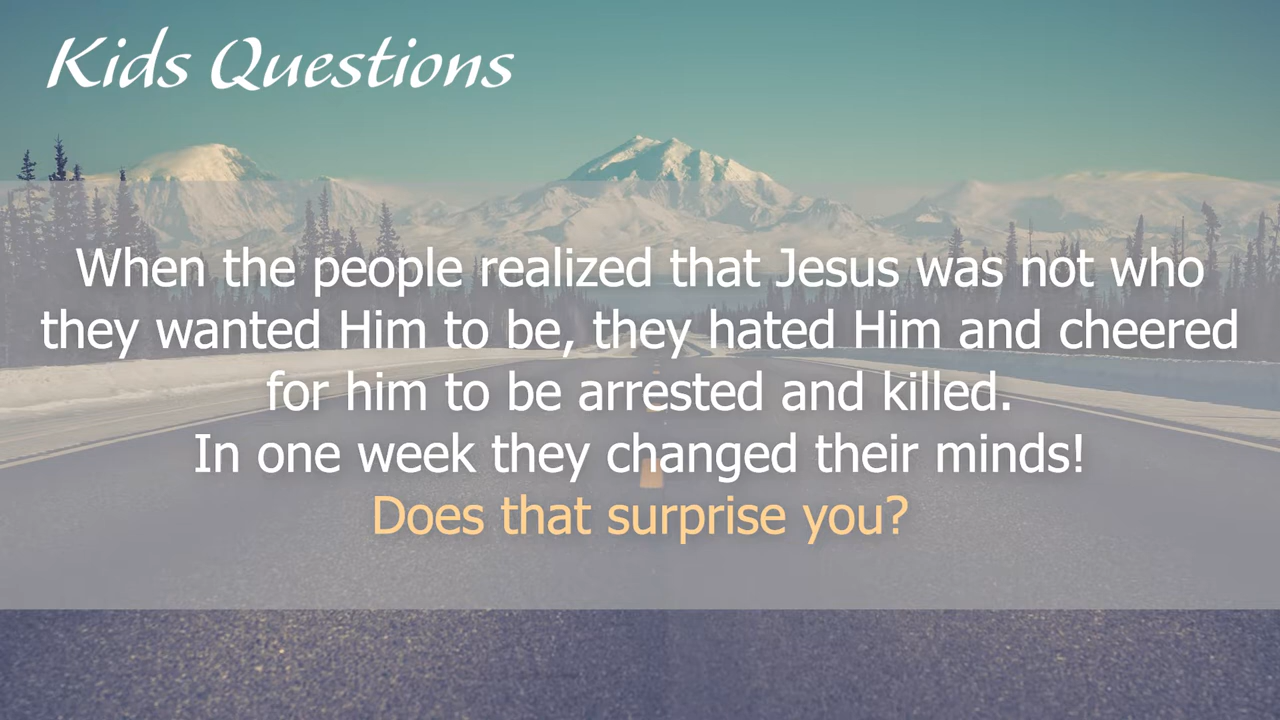 Kids Questions
When the people realized that Jesus was not who
they wanted Him to be, they hated Him and cheered
for him to be arrested and killed.
In one week they changed their minds!
Does that surprise you?